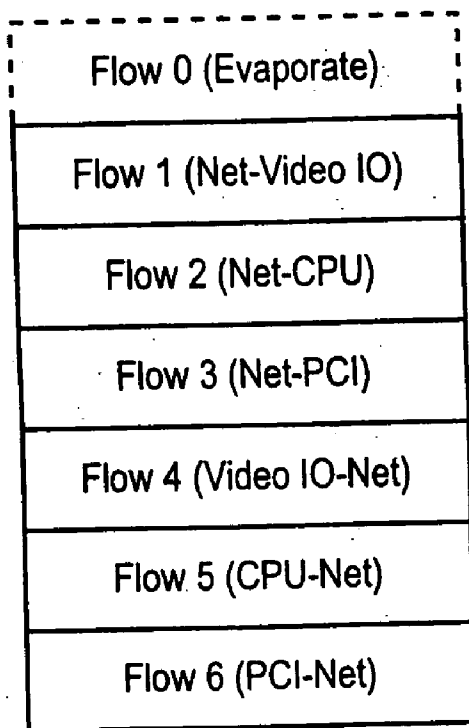 Flow 0 (Evaporate)
Flow 1 (Net-Video IO)
Flow 2 (Net-CPU)
Flow 3 (Net-PCI)
Flow 4 (Video IO-Net)
Flow 5 (CPU-Net)
Flow 6 (PCI-Net)